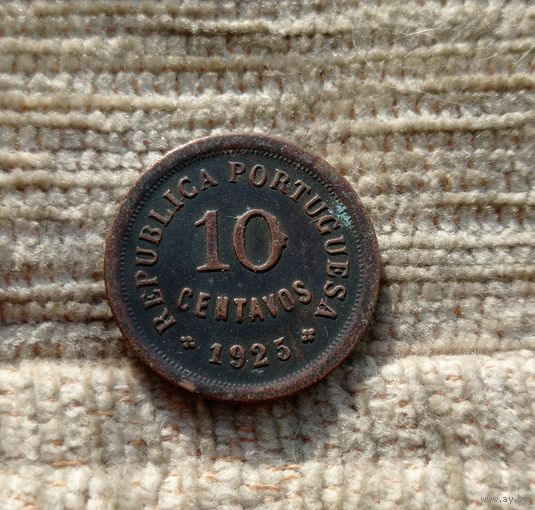 REPUBLICA PORTUGUESA
10
CENTAVOS
* 1925 *
www.ay.by